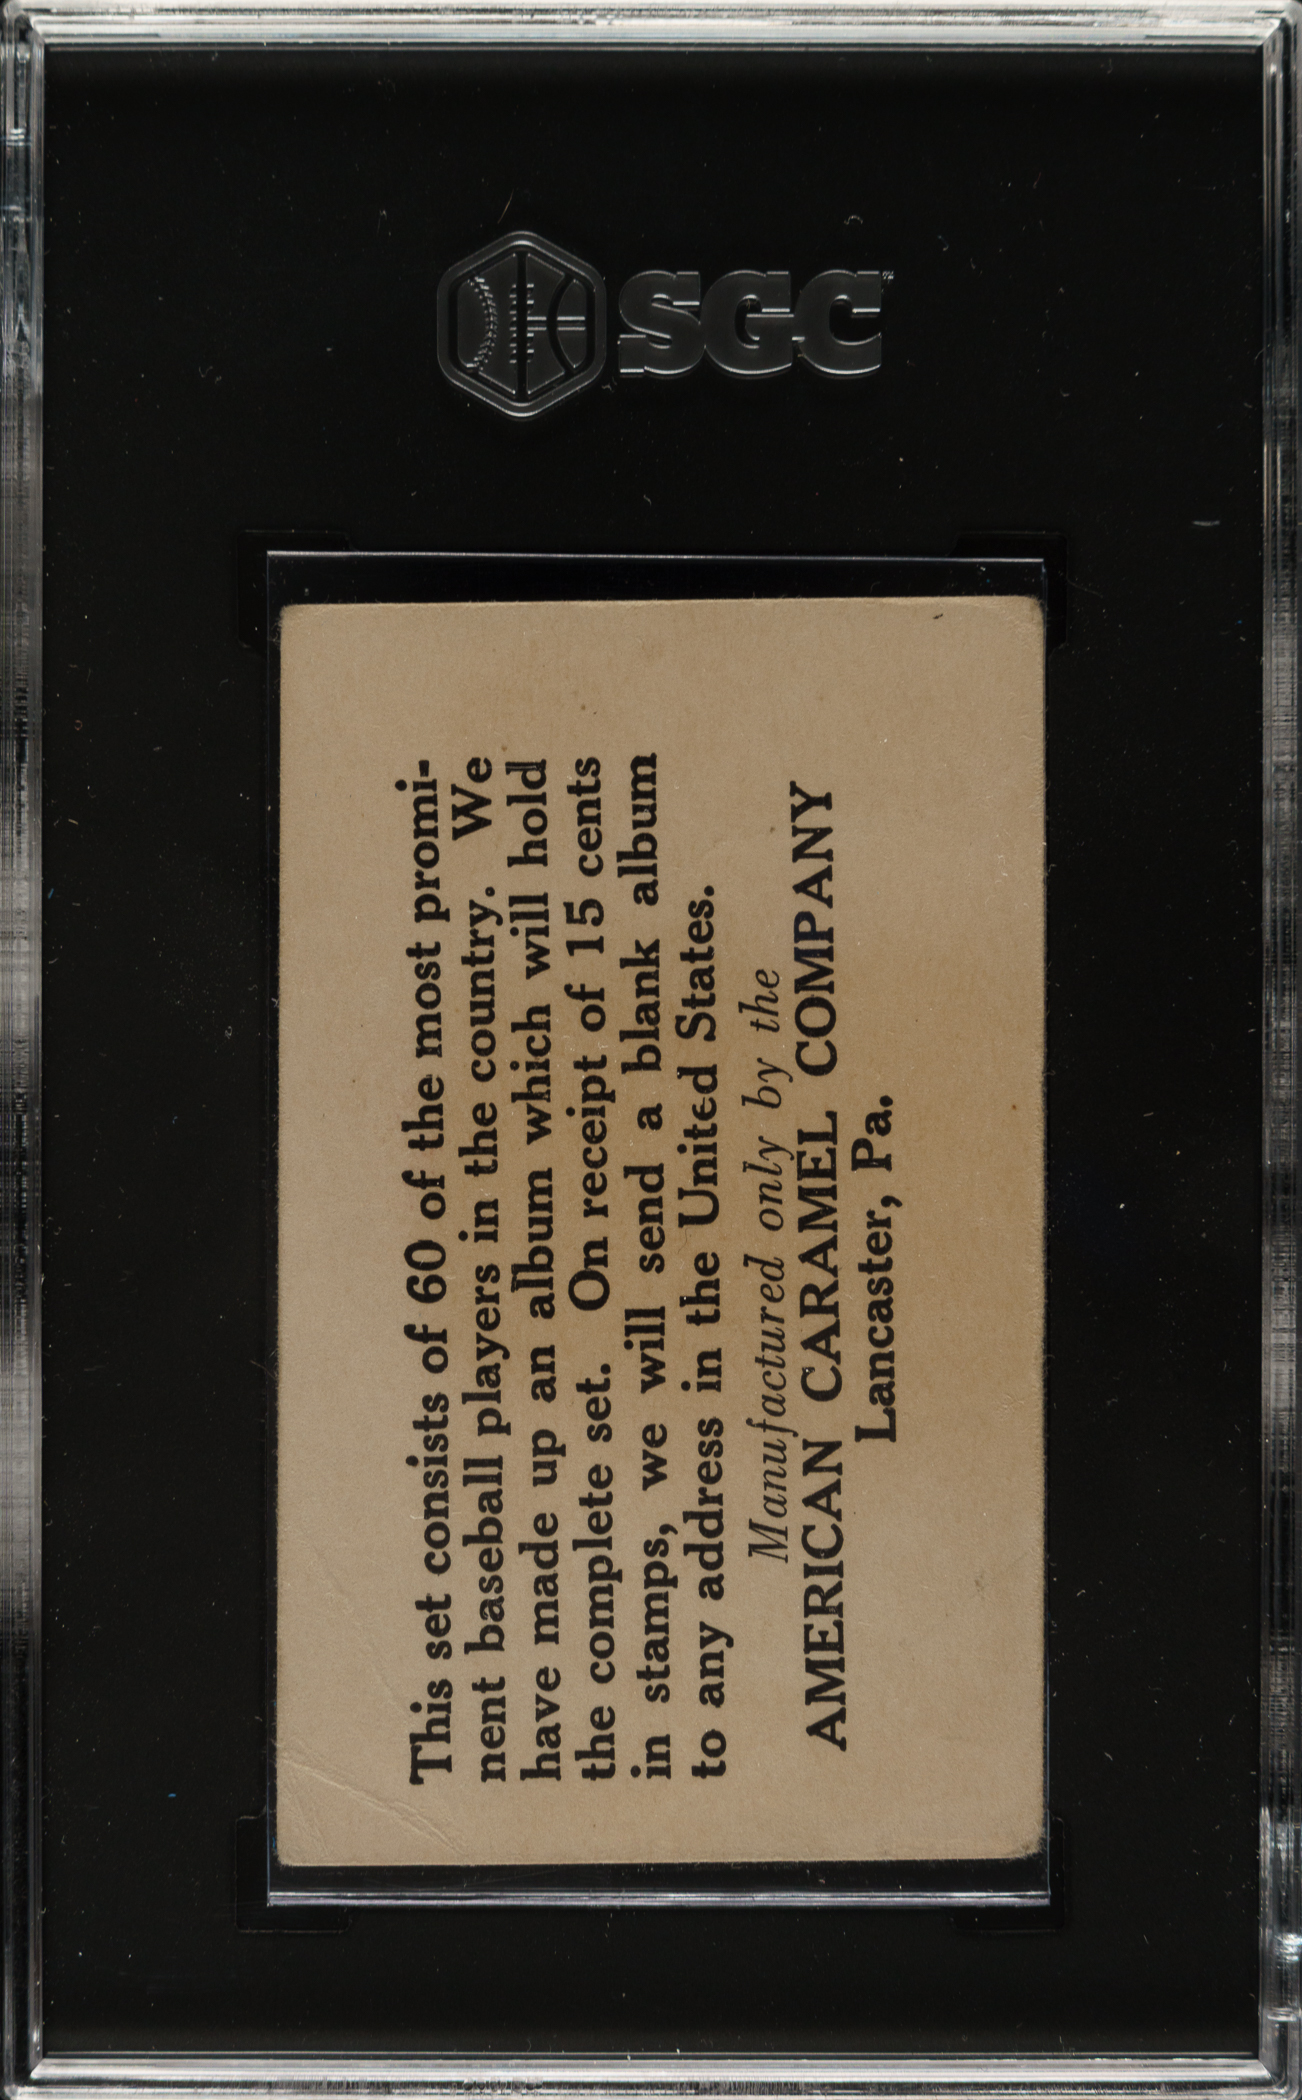 SGC
This set consists of 60 of the most promi-
nent baseball players in the country. We
have made up an album which will hold
the complete set. On receipt of 15 cents
in stamps, we will send a blank album
to any address in the United States.
Manufactured only by the
AMERICAN CARAMEL COMPANY
Lancaster, Pa.